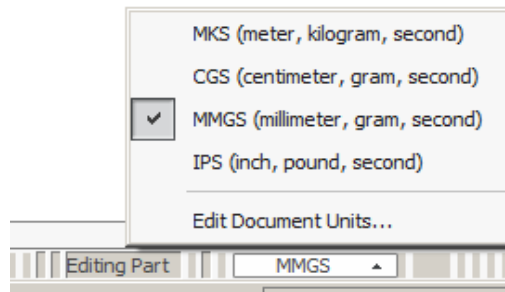 MKS (meter, kilogram, second)
CGS (centimeter, gram, second)
MMGS (millimeter, gram, second)
IPS (inch, pound, second)
Edit Document Units...
Editing Part MMGS